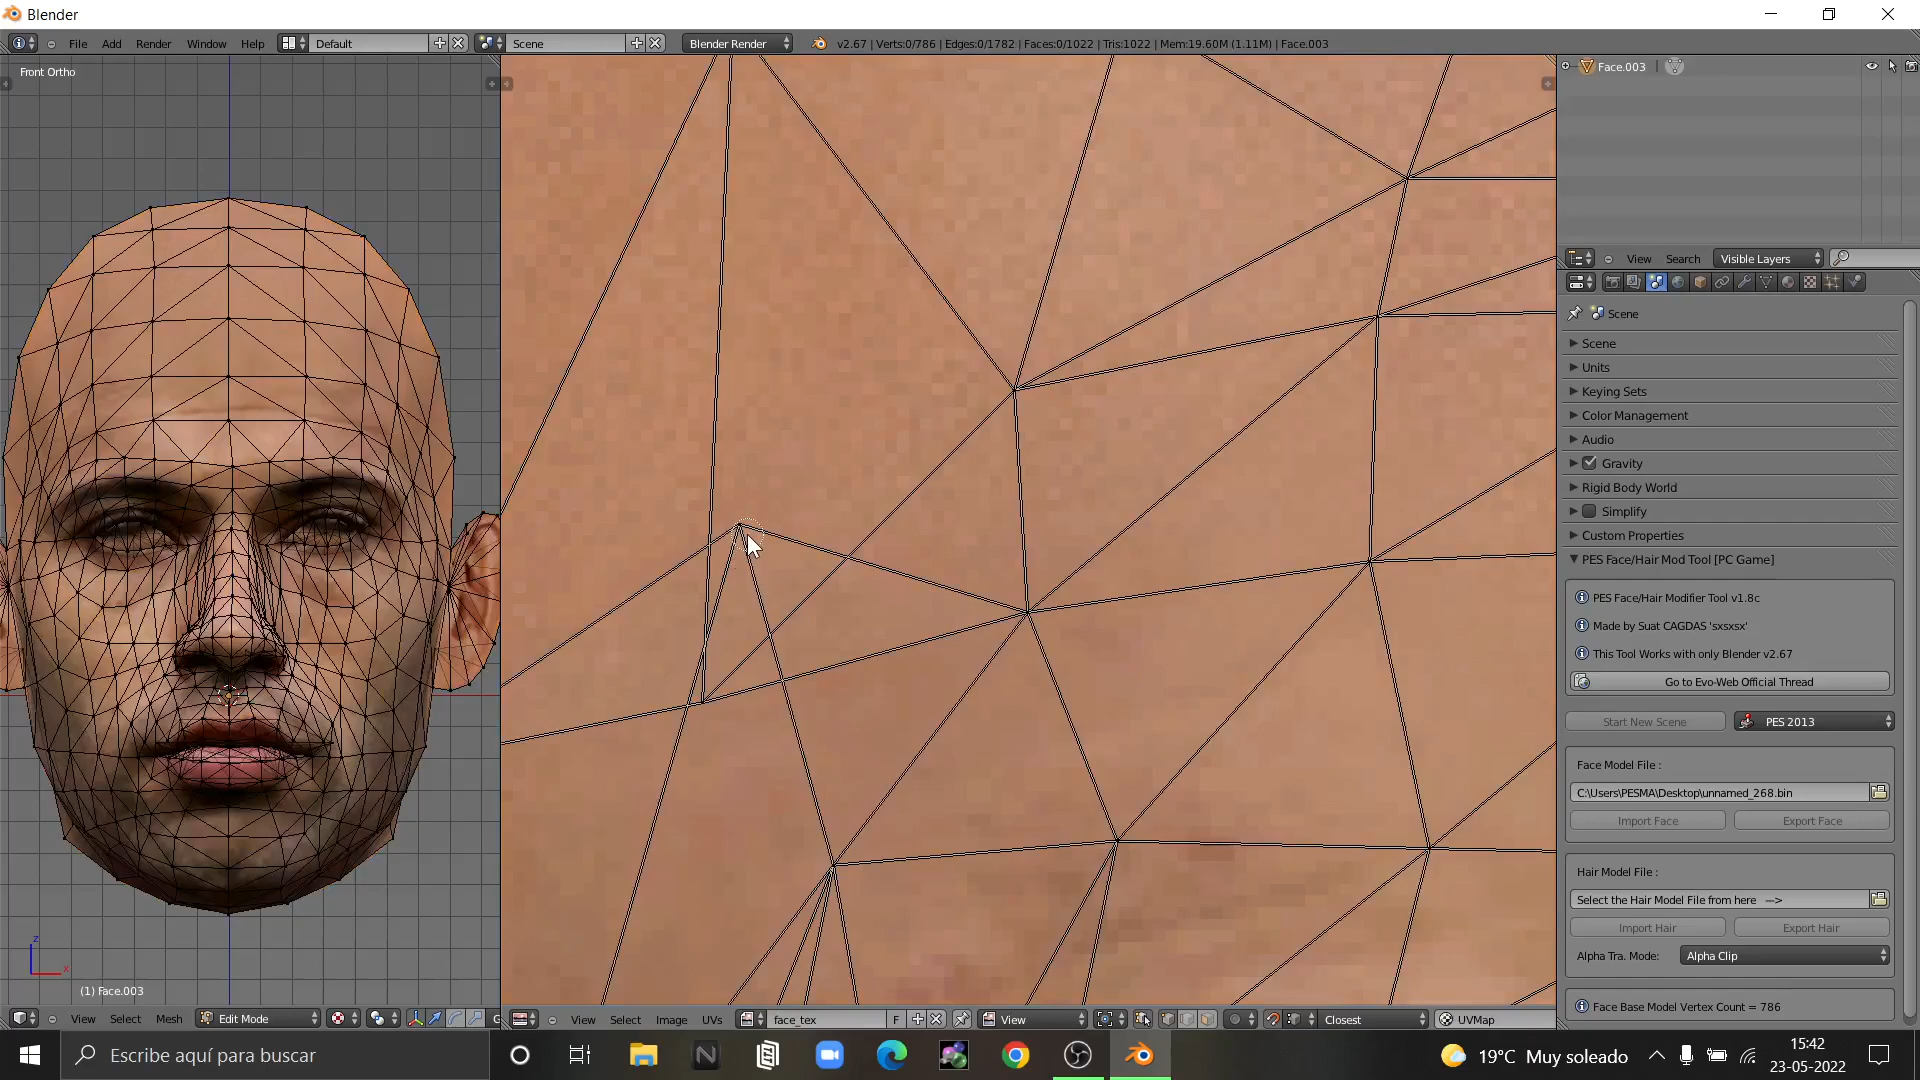 Blender
File Add Render Window Help Default Scene Blender Render v2.67 | Verts:0/786 | Edges:0/1782 | Faces:0/1022 | Tris:1022 | Mem:19.60M (1.11M) | Face.003
Front Ortho
Face.003
View Search Visible Layers
Scene
Scene
Units
Keying Sets
Color Management
Audio
Gravity
Rigid Body World
Simplify
Custom Properties
PES Face/Hair Mod Tool [PC Game]
PES Face/Hair Modifier Tool v1.8c
Made by Suat CAGDAS 'sxsxsx'
This Tool Works with only Blender v2.67
Go to Evo-Web Official Thread
Start New Scene PES 2013
Face Model File :
C:\Users\PESMA\Desktop\unnamed_268.bin
Import Face Export Face
Hair Model File :
Select the Hair Model File from here --->
Import Hair Export Hair
Alpha Tra. Mode: Alpha Clip
Face Base Model Vertex Count = 786
z
x
(1) Face.003
View Select Mesh Edit Mode G View Select Image UVs face_tex F View Closest UVMap
Escribe aquí para buscar
19°C Muy soleado
15:42
23-05-2022